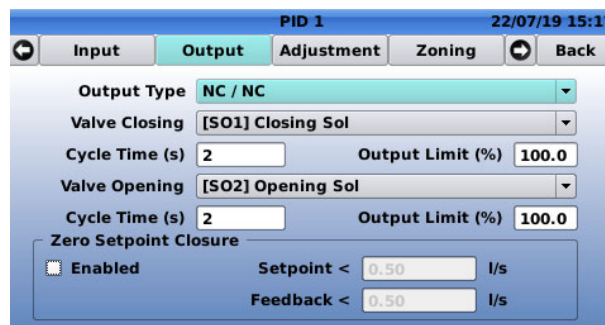 PID 1
22/07/19 15:1
Input
Output
Adjustment
Zoning
Back
Output Type NC / NC
Valve Closing [SO1] Closing Sol
Cycle Time (s) 2 Output Limit (%) 100.0
Valve Opening [SO2] Opening Sol
Cycle Time (s) 2 Output Limit (%) 100.0
Zero Setpoint Closure
Enabled Setpoint < 0.50 l/s
Feedback < 0.50 l/s